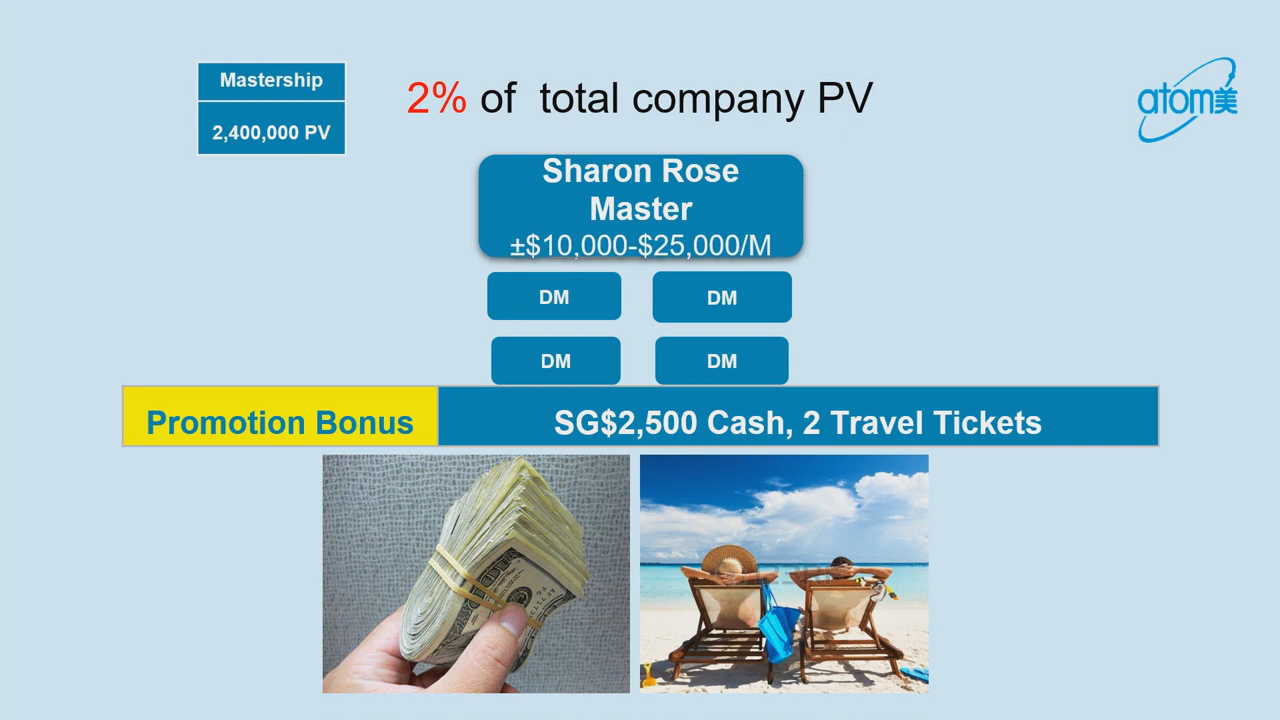 Mastership
2% of total company PV
2,400,000 PV
atom美
Sharon Rose
Master
±$10,000-$25,000/M
DM DM
DM DM
Promotion Bonus SG$2,500 Cash, 2 Travel Tickets